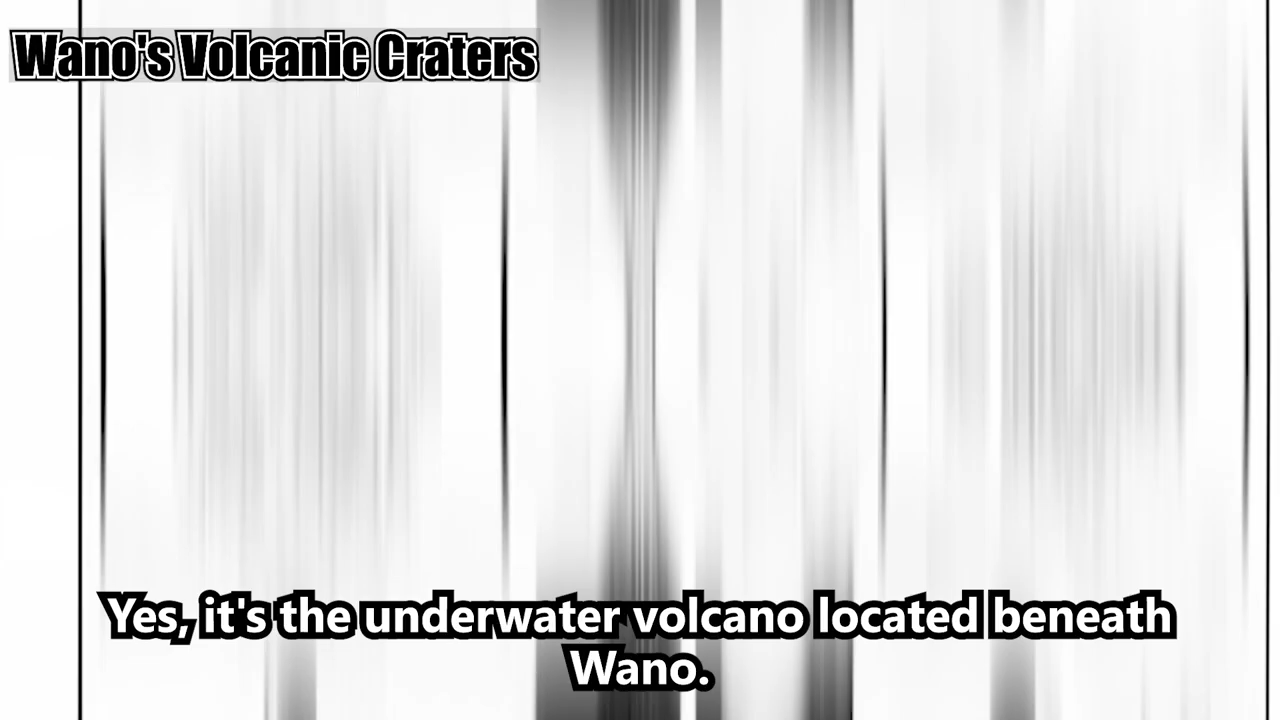 Wano's Volcanic Craters
Yes, it's the underwater volcano located beneath
Wano.